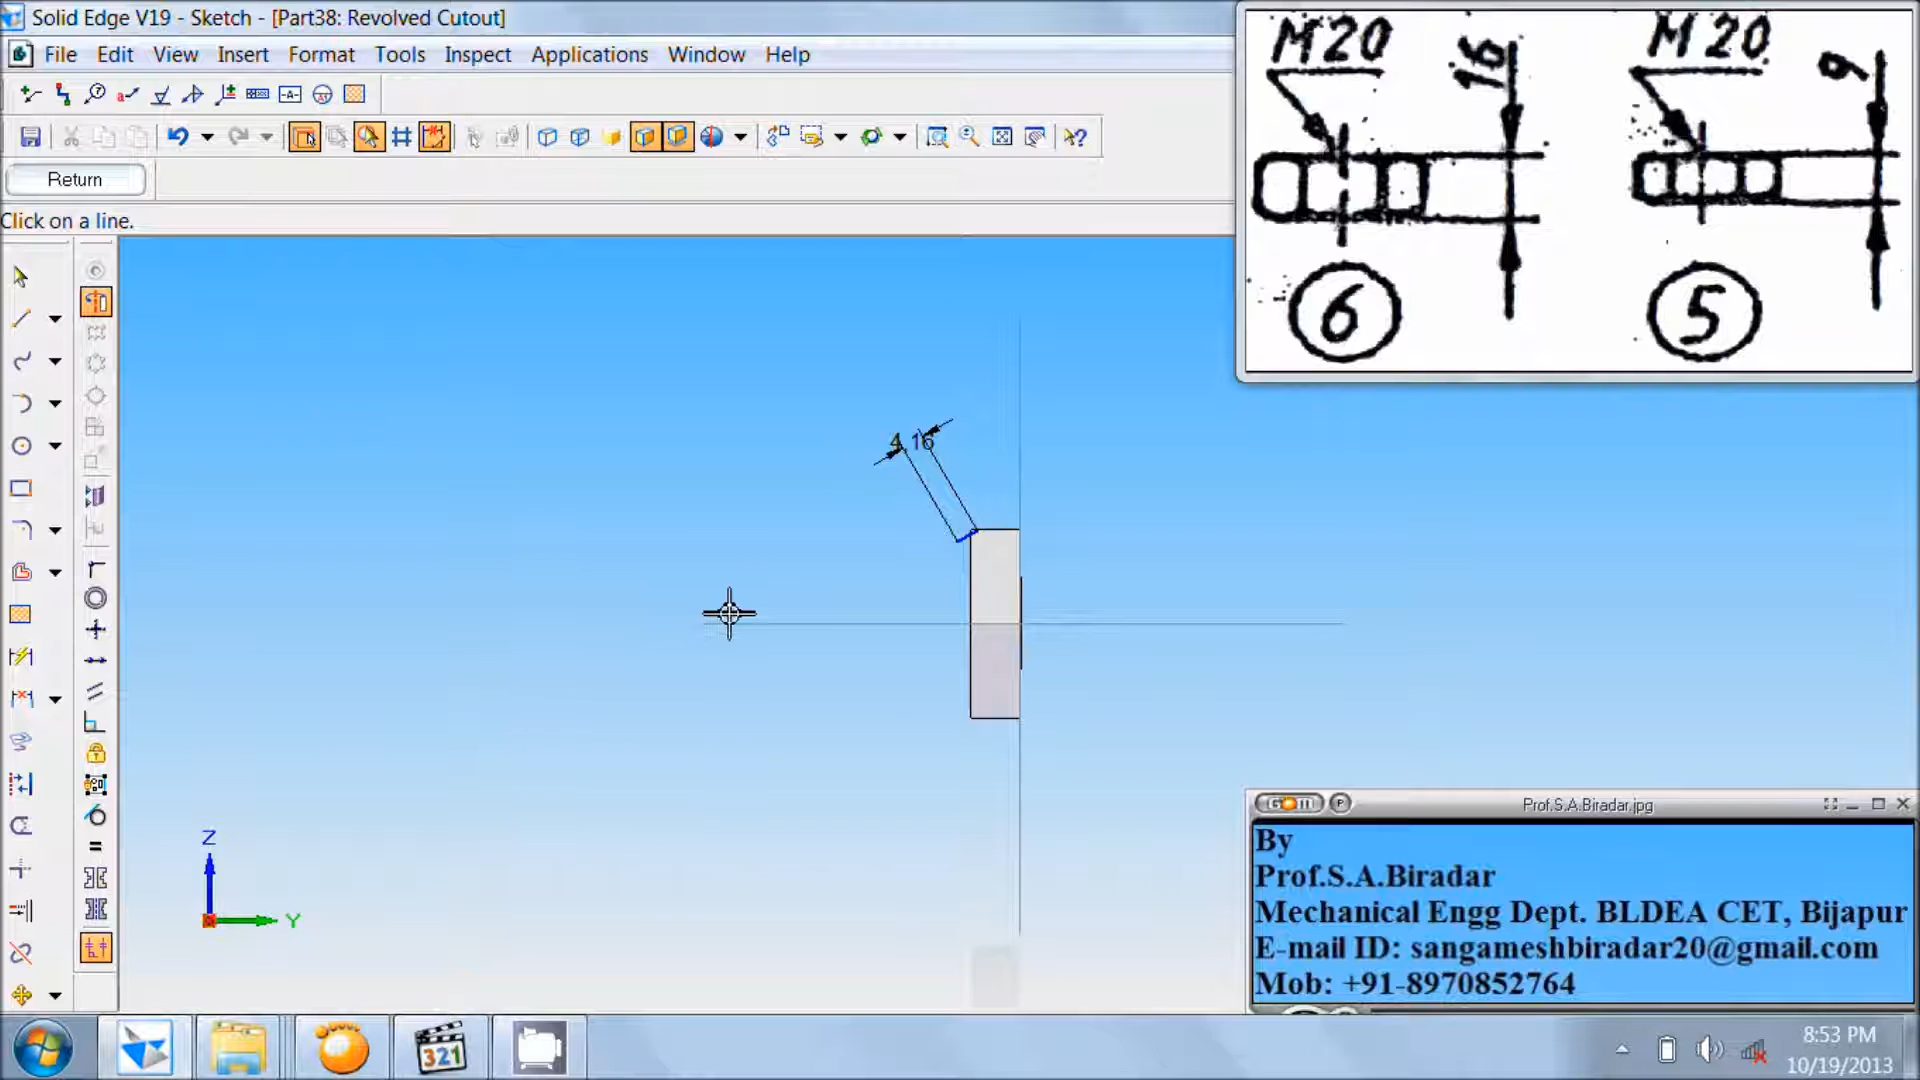 Solid Edge V19 - Sketch - [Part38: Revolved Cutout]
File Edit View Insert Format Tools Inspect Applications Window Help
Return
Click on a line.
M20
16
M20
9
6
5
4,16
Z
Y
Prof.S.A.Biradar.jpg
By
Prof.S.A.Biradar
Mechanical Engg Dept. BLDEA CET, Bijapur
E-mail ID: sangameshbiradar20@gmail.com
Mob: +91-8970852764
321
8:53 PM
10/19/2013